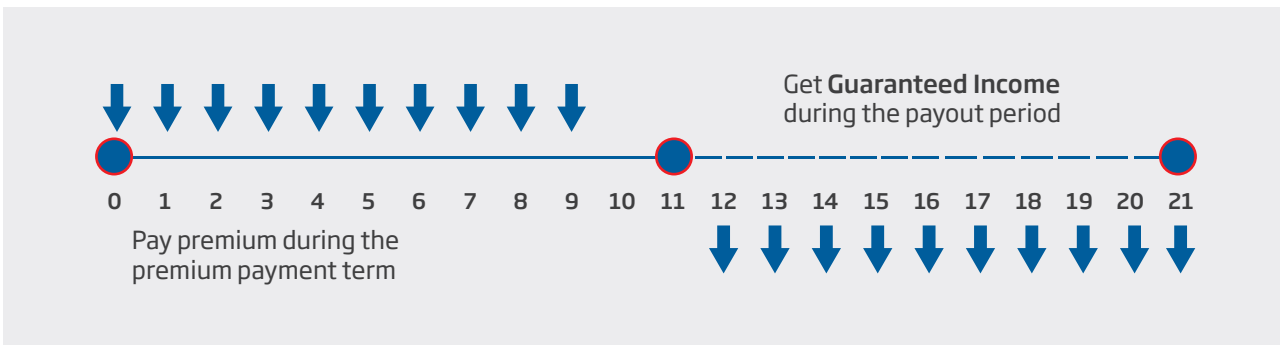 Get Guaranteed Income
during the payout period
0 1 2 3 4 5 6 7 8 9 10 11 12 13 14 15 16 17 18 19 20 21
Pay premium during the
premium payment term